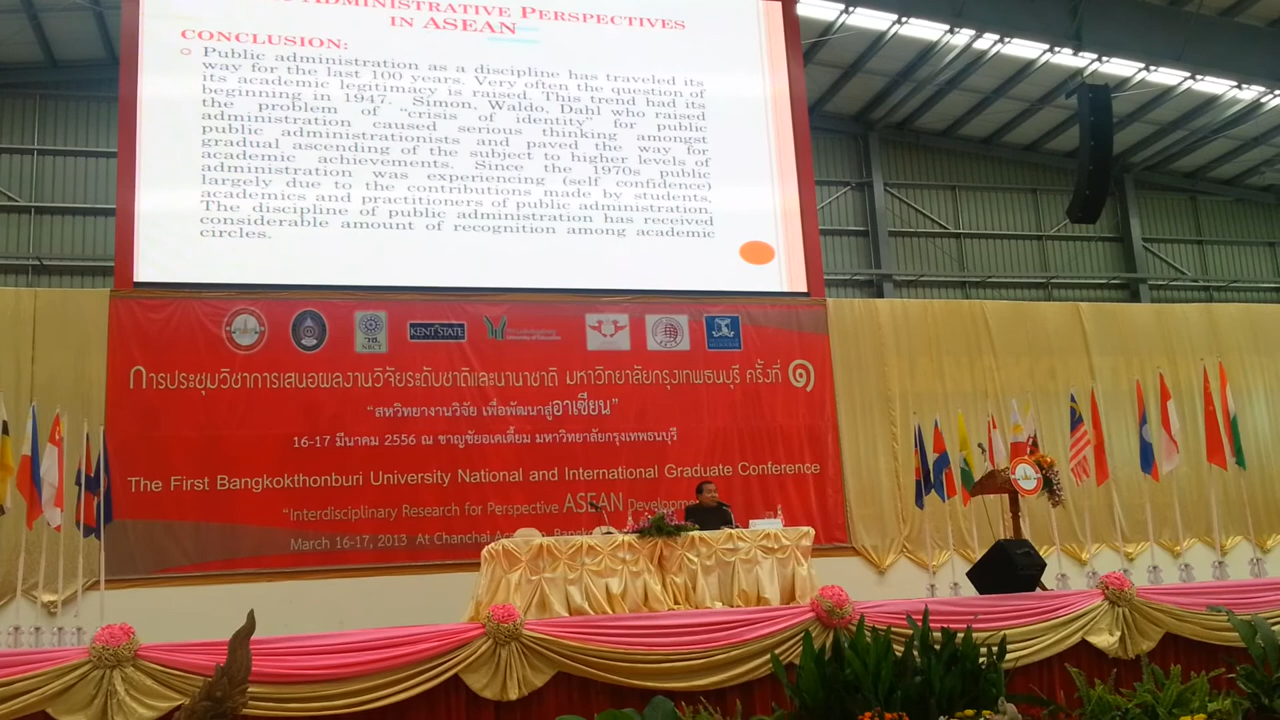 ADMINISTRATIVE PERSPECTIVES
IN ASEAN
CONCLUSION:
Public administration as a discipline has traveled its
way for the last 100 years. Very often the question of
its academic legitimacy is raised. This trend had its
beginning in 1947. Simon, Waldo, Dahl who raised
the problem of “crisis of identity” for public
administration caused serious thinking amongst
public administrationists and paved the way for
gradual ascending of the subject to higher levels of
academic achievements. Since the 1970s public
administration was experiencing (self confidence)
largely due to the contributions made by students,
academics and practitioners of public administration.
The discipline of public administration has received
considerable amount of recognition among academic
circles.
วช.
NRCT
KENT STATE
University of Education
MELBOURNE
การประชุมวิชาการเสนอผลงานวิจัยระดับชาติและนานาชาติ มหาวิทยาลัยกรุงเทพธนบุรี ครั้งที่ ๑
“สหวิทยางานวิจัย เพื่อพัฒนาสู่อาเซียน”
16-17 มีนาคม 2556 ณ ชาญชัยอคเดี้ยม มหาวิทยาลัยกรุงเทพธนบุรี
The First Bangkokthonburi University National and International Graduate Conference
“Interdisciplinary Research for Perspective ASEAN Developme
March 16-17, 2013 At Chanchai Ac